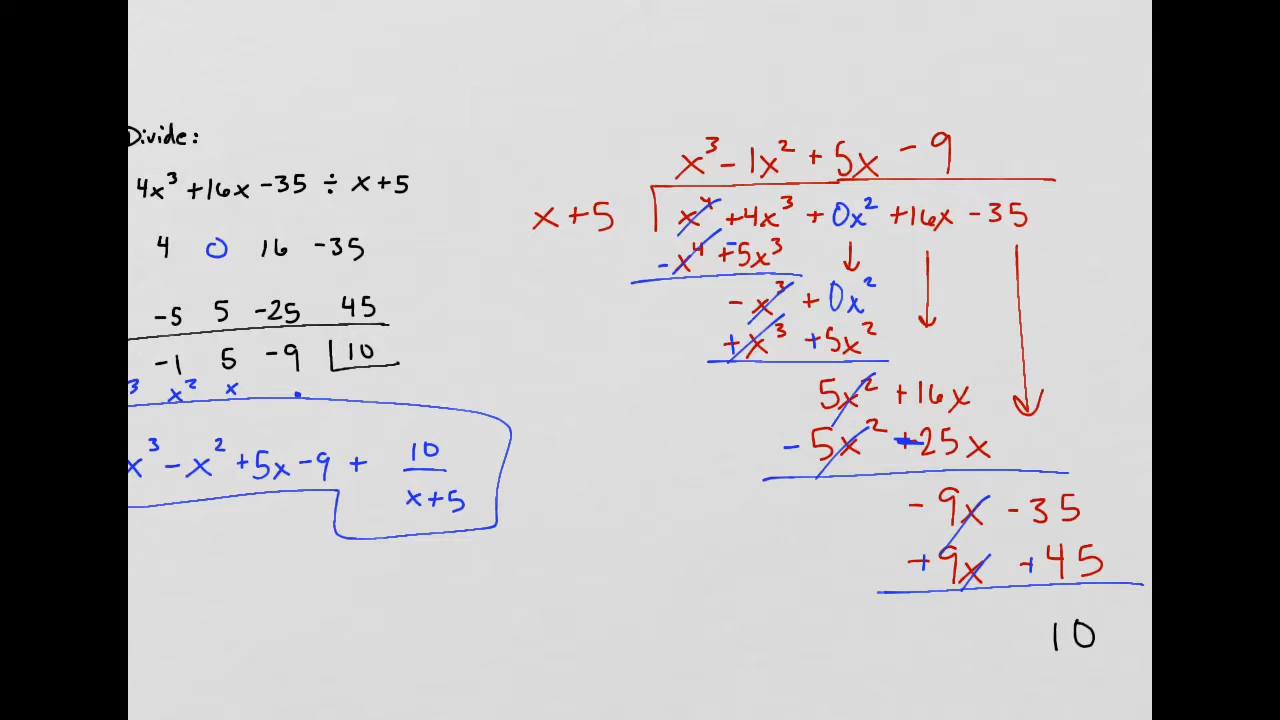 Divide:
4x³ + 16x - 35 ÷ x + 5
4 0 16 -35
-5 5 -25 45
-1 5 -9 10
3 x² x .
x³ - x² + 5x - 9 + 10/(x + 5)
x³ - 1x² + 5x - 9
x + 5 x⁴ + 4x³ + 0x² + 16x - 35
- x⁴ + 5x³
- x³ + 0x²
+ x³ + 5x²
5x² + 16x
- 5x² - 25x
- 9x - 35
+ 9x + 45
10